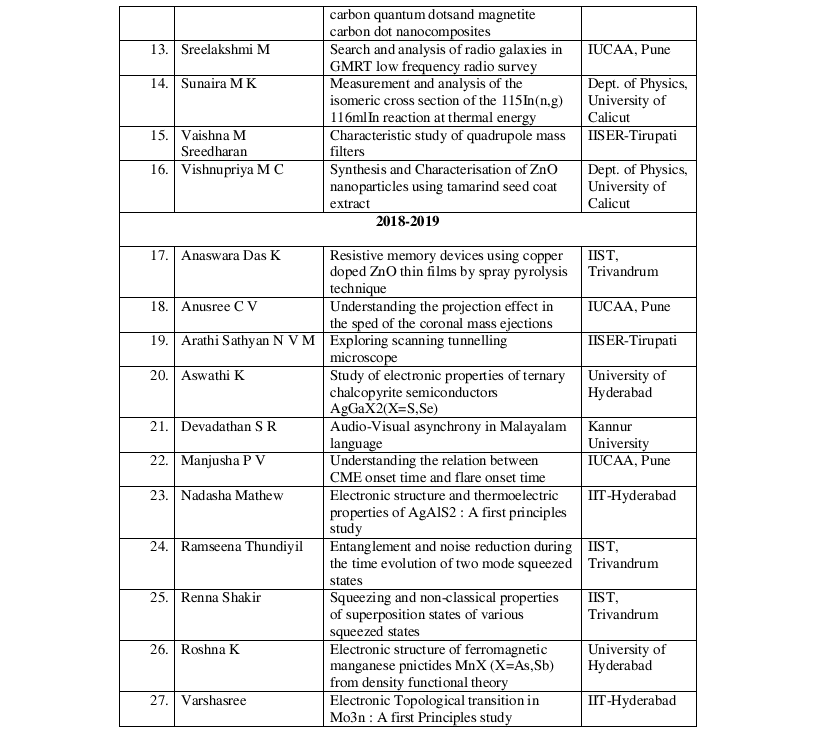 carbon quantum dotsand magnetite
carbon dot nanocomposites
13. Sreelakshmi M Search and analysis of radio galaxies in IUCAA, Pune
GMRT low frequency radio survey
14. Sunaira M K Measurement and analysis of the Dept. of Physics,
isomeric cross section of the 115In(n,g) University of
116mlIn reaction at thermal energy Calicut
15. Vaishna M Characteristic study of quadrupole mass IISER-Tirupati
Sreedharan filters
16. Vishnupriya M C Synthesis and Characterisation of ZnO Dept. of Physics,
nanoparticles using tamarind seed coat University of
extract Calicut
2018-2019
17. Anaswara Das K Resistive memory devices using copper IIST,
doped ZnO thin films by spray pyrolysis Trivandrum
technique
18. Anusree C V Understanding the projection effect in IUCAA, Pune
the sped of the coronal mass ejections
19. Arathi Sathyan N V M Exploring scanning tunnelling IISER-Tirupati
microscope
20. Aswathi K Study of electronic properties of ternary University of
chalcopyrite semiconductors Hyderabad
AgGaX2(X=S,Se)
21. Devadathan S R Audio-Visual asynchrony in Malayalam Kannur
language University
22. Manjusha P V Understanding the relation between IUCAA, Pune
CME onset time and flare onset time
23. Nadasha Mathew Electronic structure and thermoelectric IIT-Hyderabad
properties of AgAlS2 : A first principles
study
24. Ramseena Thundiyil Entanglement and noise reduction during IIST,
the time evolution of two mode squeezed Trivandrum
states
25. Renna Shakir Squeezing and non-classical properties IIST,
of superposition states of various Trivandrum
squeezed states
26. Roshna K Electronic structure of ferromagnetic University of
manganese pnictides MnX (X=As,Sb) Hyderabad
from density functional theory
27. Varshasree Electronic Topological transition in IIT-Hyderabad
Mo3n : A first Principles study